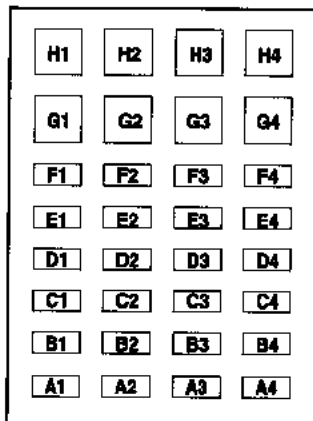 H1 H2 H3 H4
G1 G2 G3 G4
F1 F2 F3 F4
E1 E2 E3 E4
D1 D2 D3 D4
C1 C2 C3 C4
B1 B2 B3 B4
A1 A2 A3 A4